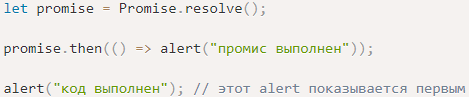 let promise = Promise.resolve();
promise.then(() => alert("промис выполнен"));
alert("код выполнен"); // этот alert показывается первым